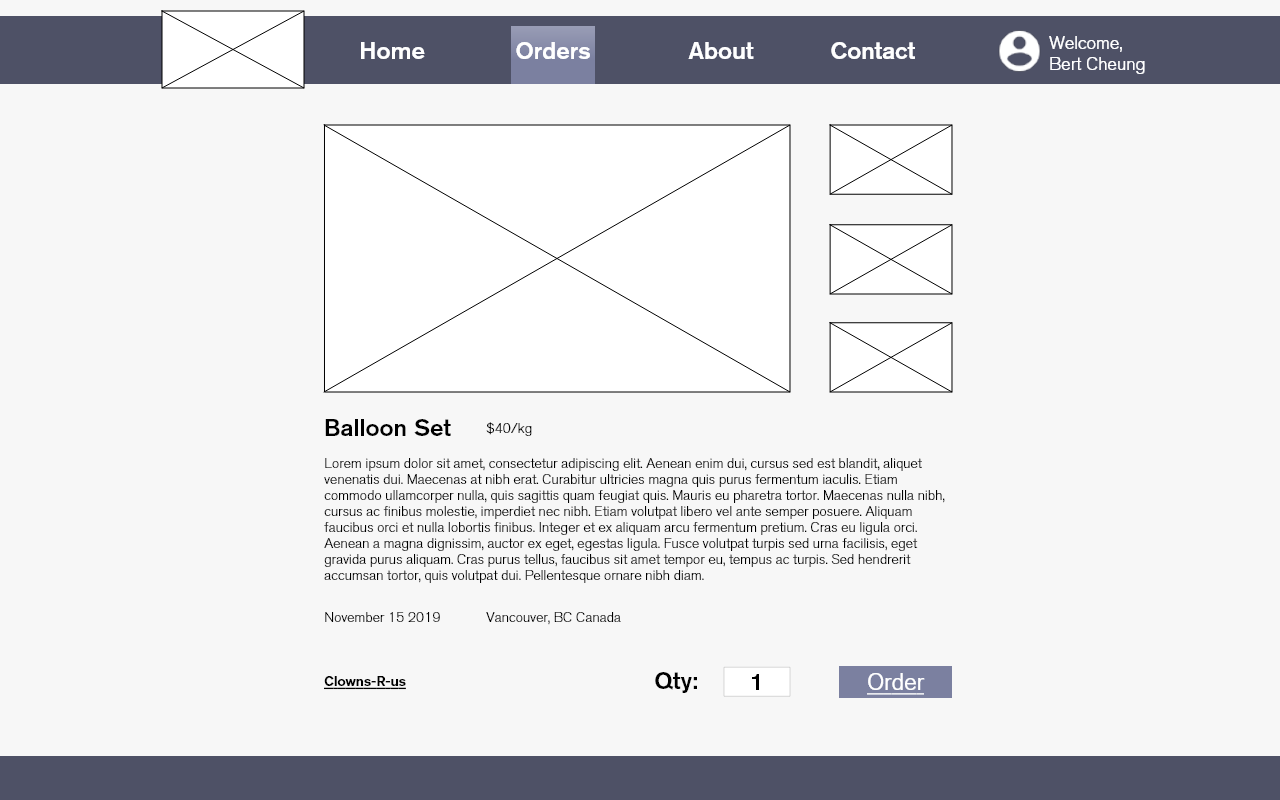 Home
Orders
About
Contact
Welcome,
Bert Cheung
Balloon Set
$40/kg
Lorem ipsum dolor sit amet, consectetur adipiscing elit. Aenean enim dui, cursus sed est blandit, aliquet
venenatis dui. Maecenas at nibh erat. Curabitur ultricies magna quis purus fermentum iaculis. Etiam
commodo ullamcorper nulla, quis sagittis quam feugiat quis. Mauris eu pharetra tortor. Maecenas nulla nibh,
cursus ac finibus molestie, imperdiet nec nibh. Etiam volutpat libero vel ante semper posuere. Aliquam
faucibus orci et nulla lobortis finibus. Integer et ex aliquam arcu fermentum pretium. Cras eu ligula orci.
Aenean a magna dignissim, auctor ex eget, egestas ligula. Fusce volutpat turpis sed urna facilisis, eget
gravida purus aliquam. Cras purus tellus, faucibus sit amet tempor eu, tempus ac turpis. Sed hendrerit
accumsan tortor, quis volutpat dui. Pellentesque ornare nibh diam.
November 15 2019
Vancouver, BC Canada
Clowns-R-us
Qty:
1
Order